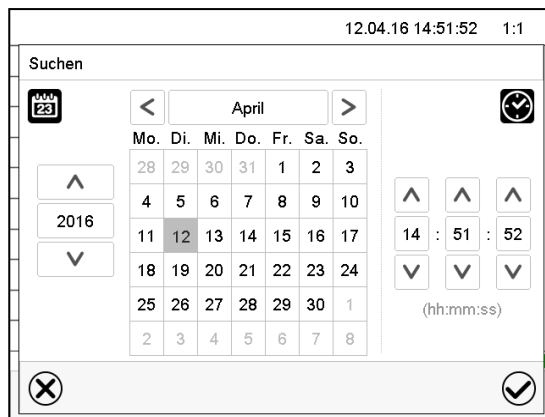 12.04.16 14:51:52 1:1
Suchen
23
< April >
Mo. Di. Mi. Do. Fr. Sa. So.
28 29 30 31 1 2 3
4 5 6 7 8 9 10
2016
11 12 13 14 15 16 17
14 : 51 : 52
18 19 20 21 22 23 24
25 26 27 28 29 30 1
(hh:mm:ss)
2 3 4 5 6 7 8